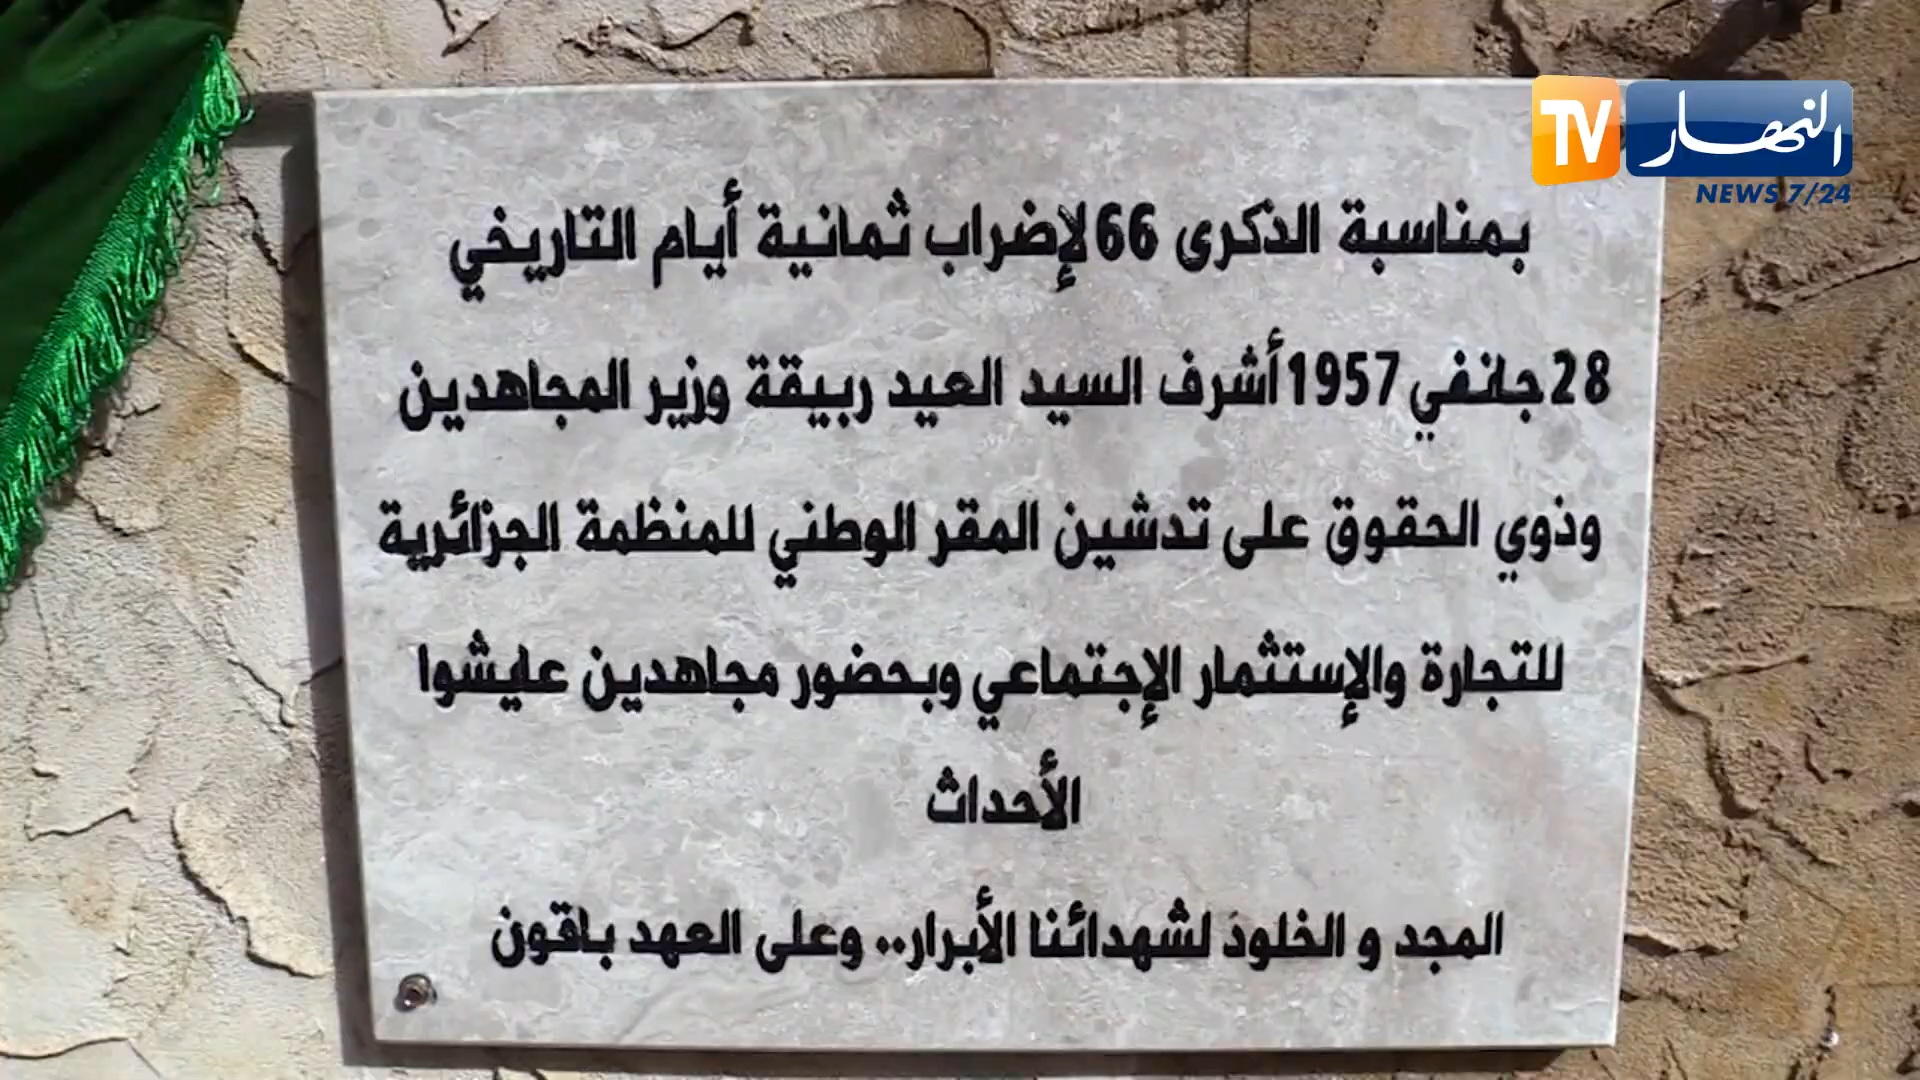 TV النهار
NEWS 7/24
بمناسبة الذكرى 66 لإضراب ثمانية أيام التاريخي
28 جانفي 1957 أشرف السيد العيد ربيقة وزير المجاهدين
وذوي الحقوق على تدشين المقر الوطني للمنظمة الجزائرية
للتجارة والإستثمار الإجتماعي وبحضور مجاهدين عايشوا
الأحداث
المجد و الخلودَ لشهدائنا الأبرار.. وعلى العهد باقون